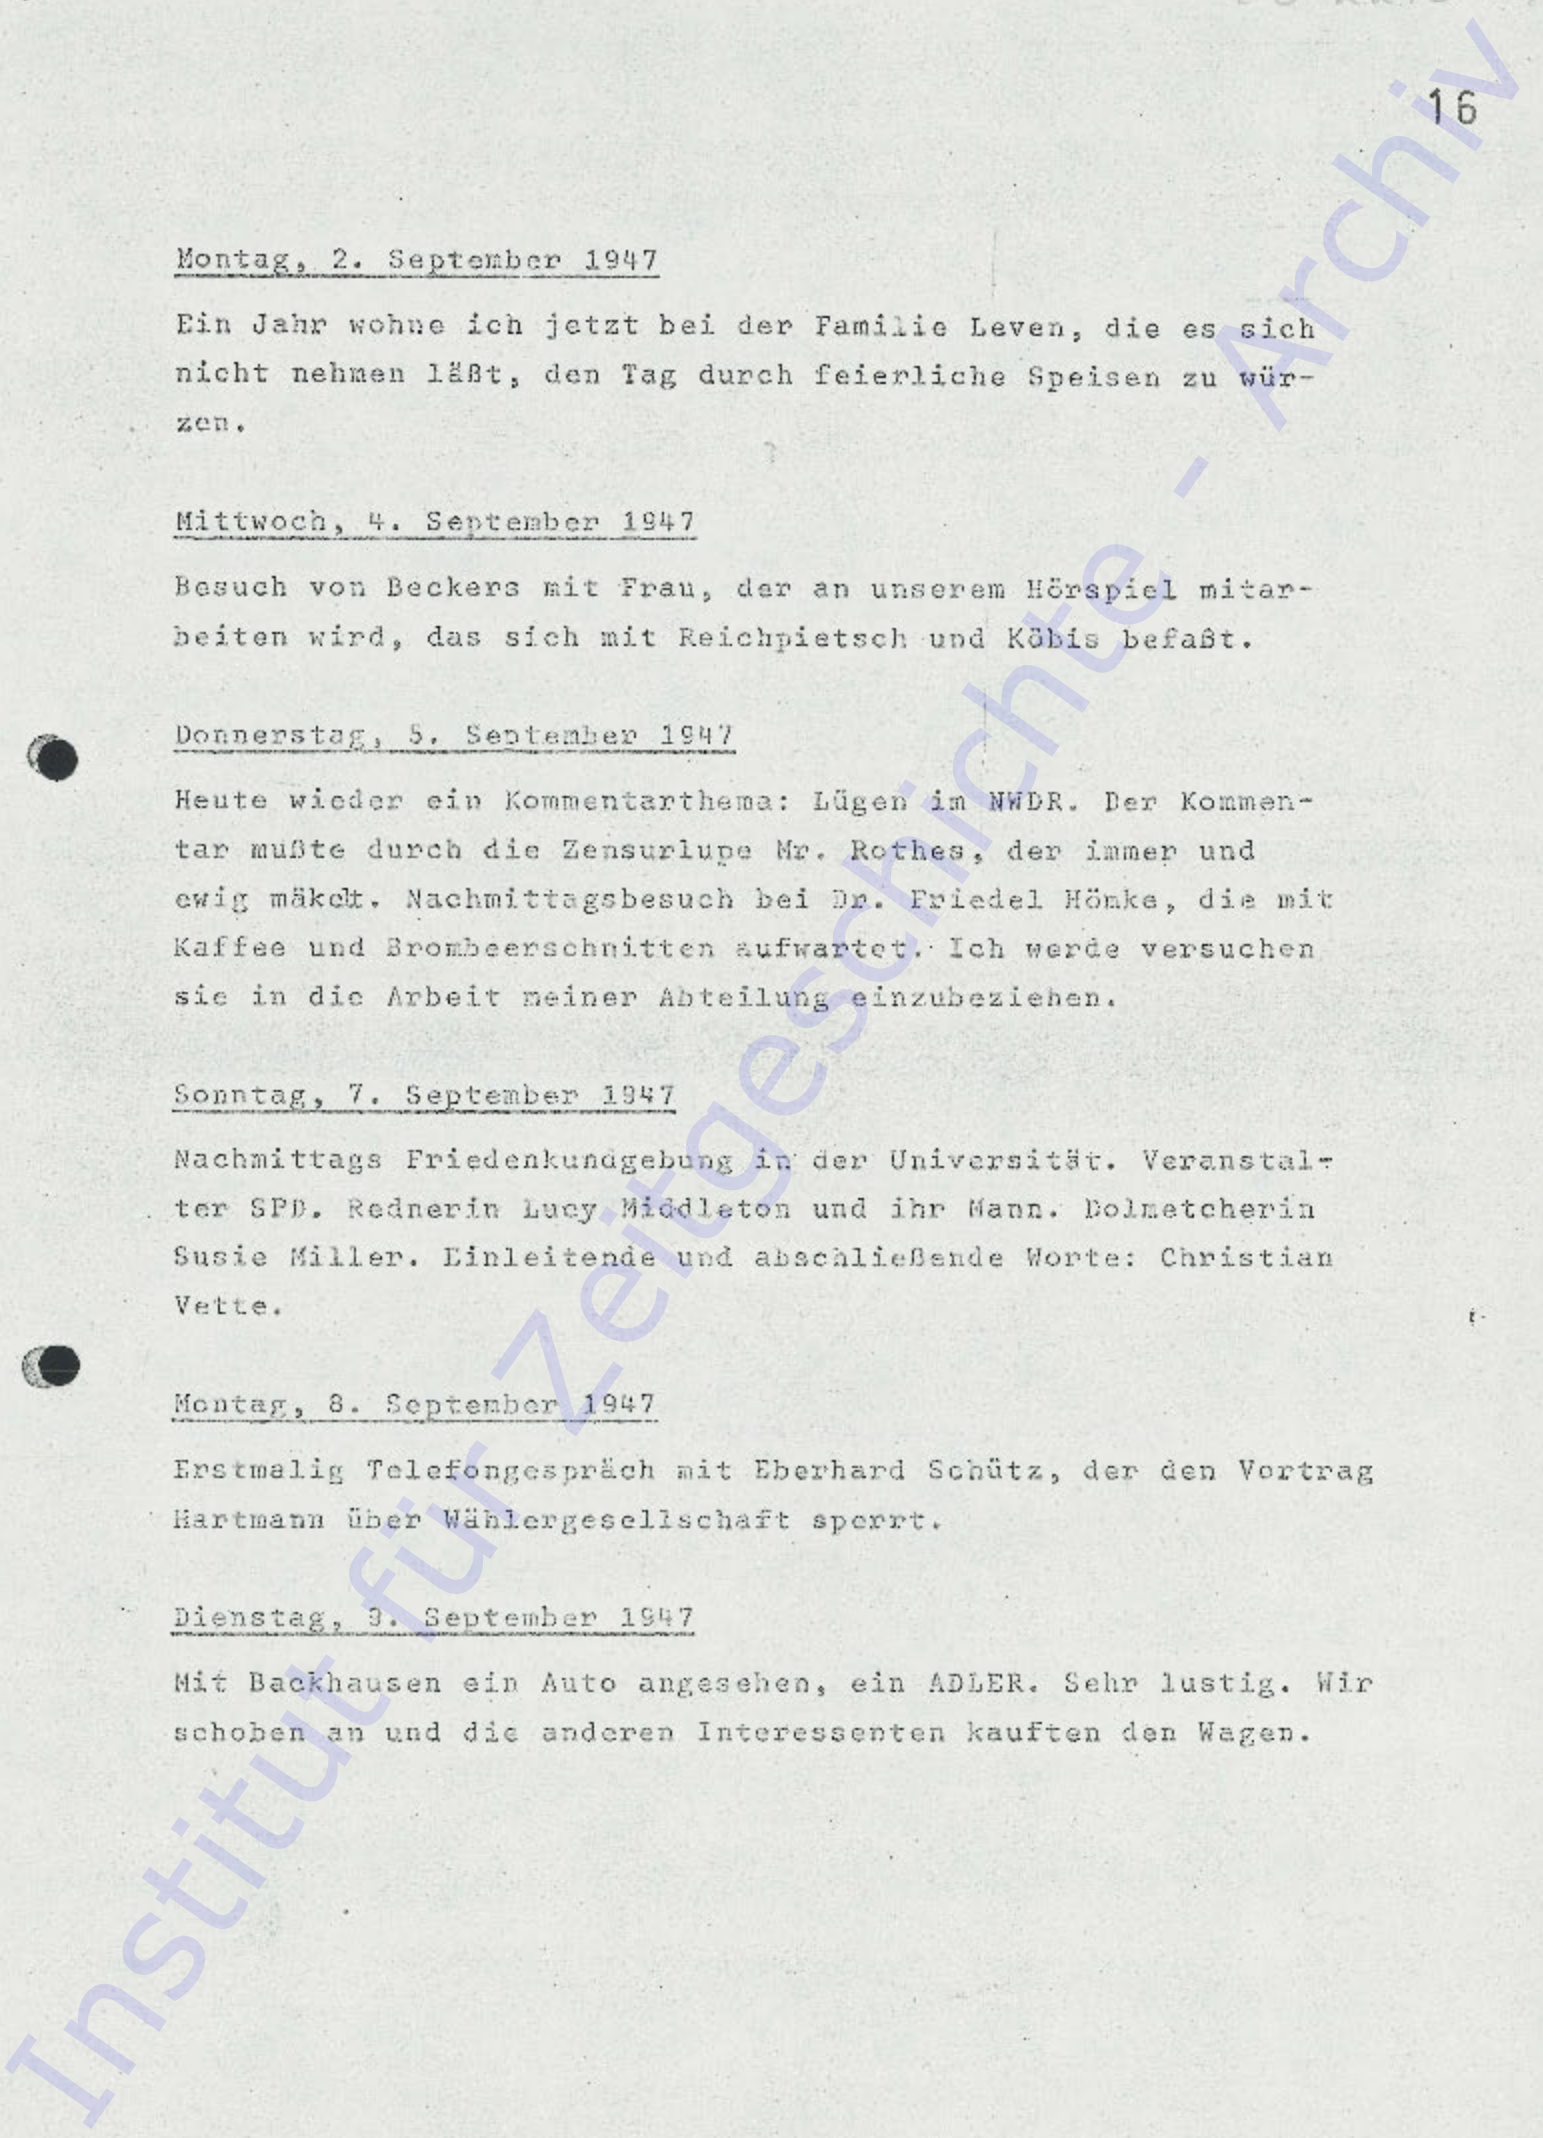 16
Montag, 2. September 1947
Ein Jahr wohne ich jetzt bei der Familie Leven, die es sich
nicht nehmen läßt, den Tag durch feierliche Speisen zu wür-
zen.
Mittwoch, 4. September 1947
Besuch von Beckers mit Frau, der an unserem Hörspiel mitar-
beiten wird, das sich mit Reichpietsch und Köbis befaßt.
Donnerstag, 5. September 1947
Heute wieder ein Kommentarthema: Lügen im NWDR. Der Kommen-
tar mußte durch die Zensurlupe Mr. Rothes, der immer und
ewig mäkelt. Nachmittagsbesuch bei Dr. Friedel Hömke, die mit
Kaffee und Brombeerschnitten aufwartet. Ich werde versuchen
sie in die Arbeit meiner Abteilung einzubeziehen.
Sonntag, 7. September 1947
Nachmittags Friedenkundgebung in der Universität. Veranstal-
ter SPD. Rednerin Lucy Middleton und ihr Mann. Dolmetcherin
Susie Miller. Einleitende und abschließende Worte: Christian
Vette.
Montag, 8. September 1947
Erstmalig Telefongespräch mit Eberhard Schütz, der den Vortrag
Hartmann über Wählergesellschaft sperrt.
Dienstag, 9. September 1947
Mit Backhausen ein Auto angesehen, ein ADLER. Sehr lustig. Wir
schoben an und die anderen Interessenten kauften den Wagen.
Institut für Zeitgeschichte - Archiv